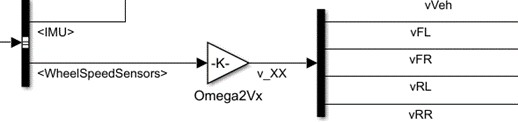 vVeh
<IMU>
vFL
-K-
vFR
<WheelSpeedSensors>
v_XX
Omega2Vx
vRL
vRR